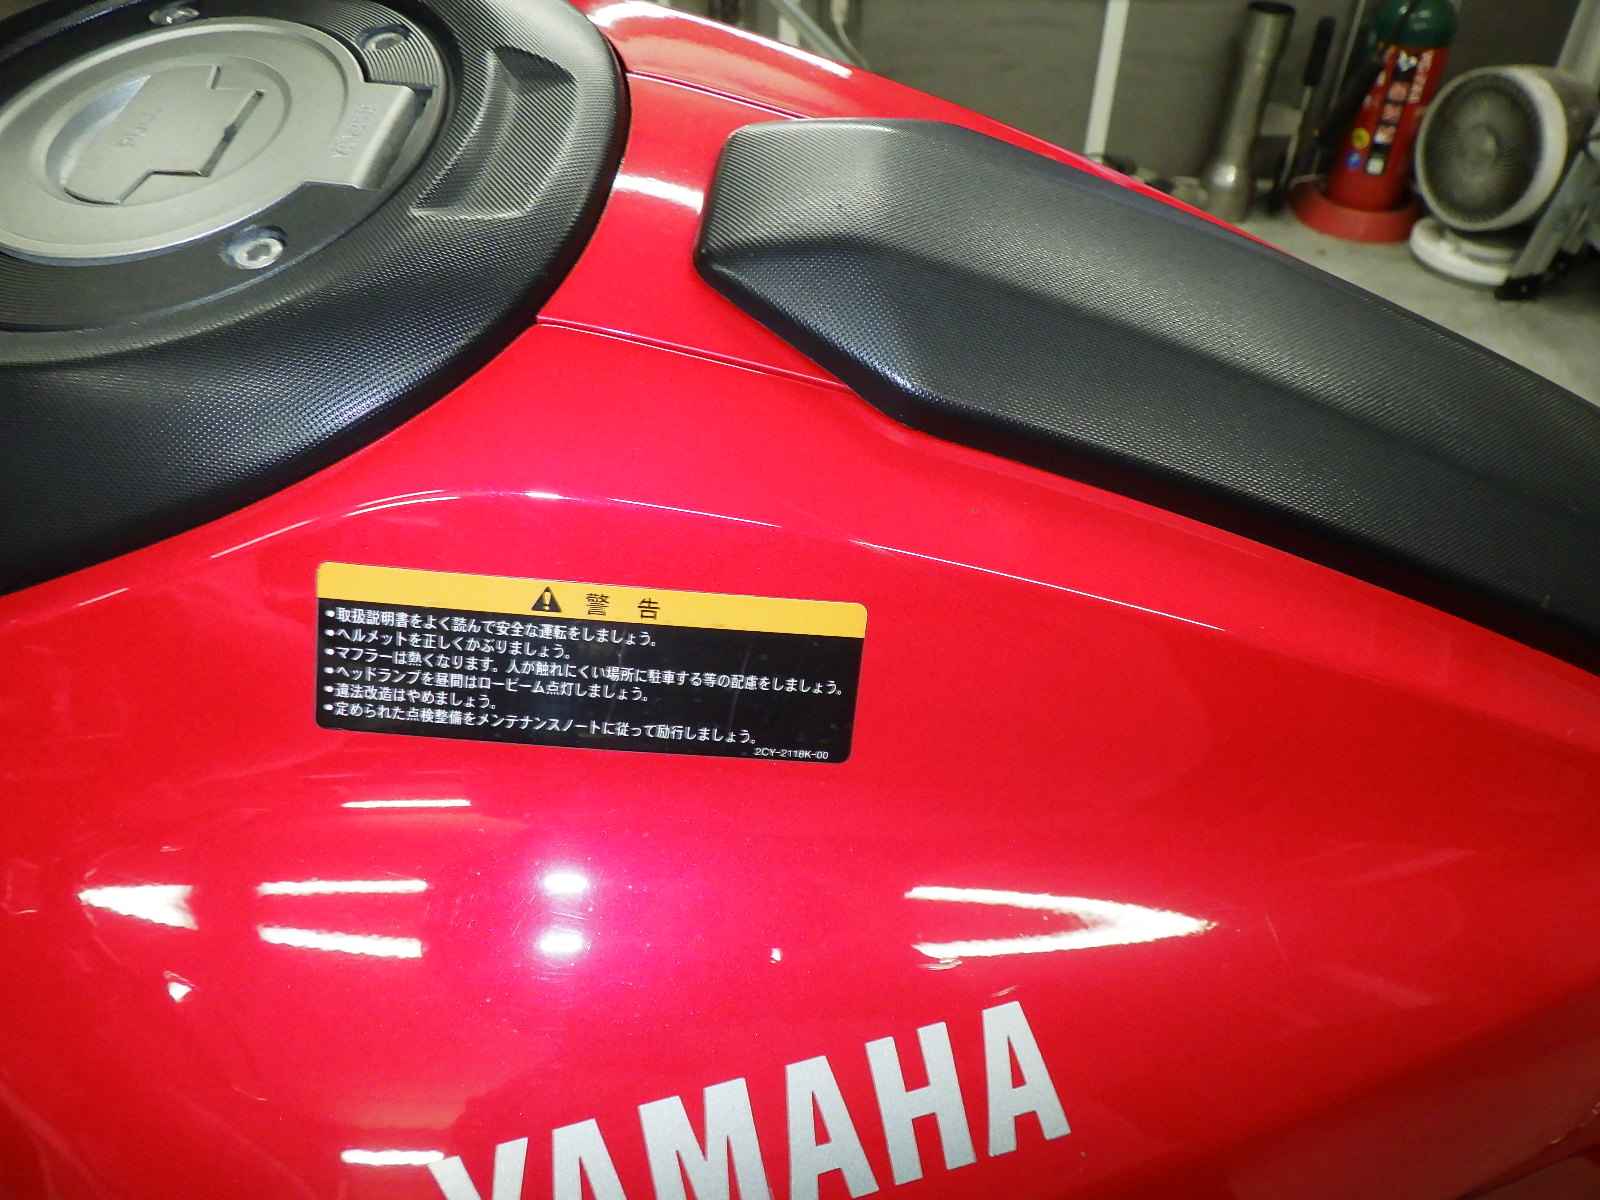 YAMAHA
警 告
•取扱説明書をよく読んで安全な運転をしましょう。
•ヘルメットを正しくかぶりましょう。
•マフラーは熱くなります。人が触れにくい場所に駐車する等の配慮をしましょう。
•ヘッドランプを昼間はロービーム点灯しましょう。
•違法改造はやめましょう。
•定められた点検整備をメンテナンスノートに従って励行しましょう。
2CY-2118K-00
YAMAHA